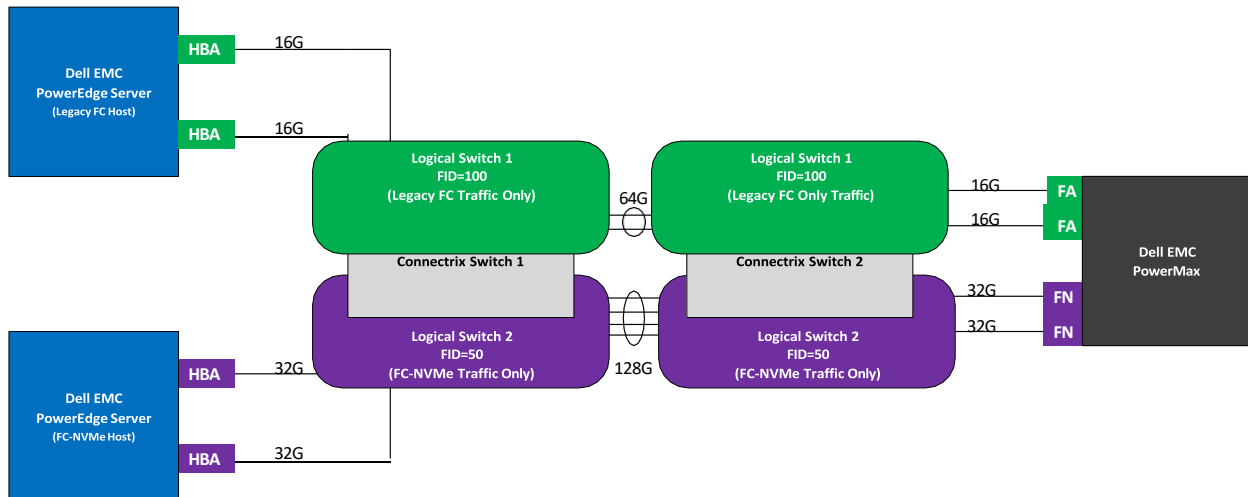 Dell EMC
PowerEdge Server
(Legacy FC Host)
HBA
16G
HBA
16G
Logical Switch 1
FID=100
(Legacy FC Traffic Only)
64G
Logical Switch 1
FID=100
(Legacy FC Only Traffic)
16G
FA
16G
FA
Connectrix Switch 1
Connectrix Switch 2
Dell EMC
PowerMax
32G
FN
32G
FN
Logical Switch 2
FID=50
(FC-NVMe Traffic Only)
128G
Logical Switch 2
FID=50
(FC-NVMe Traffic Only)
Dell EMC
PowerEdge Server
(FC-NVMe Host)
HBA
32G
HBA
32G